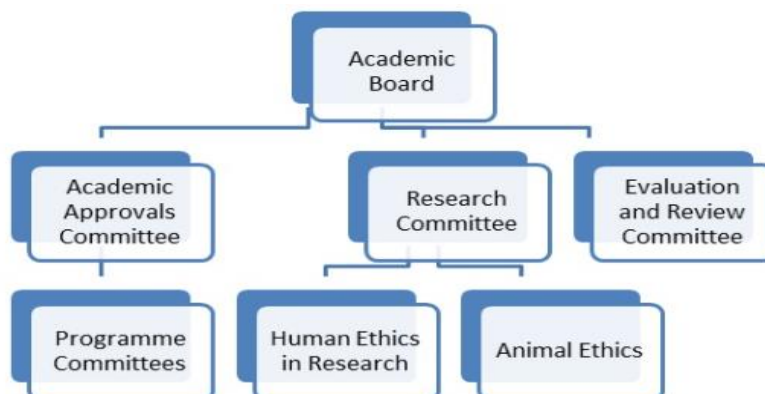 Academic
Board
Academic
Approvals
Committee
Research
Committee
Evaluation
and Review
Committee
Programme
Committees
Human Ethics
in Research
Animal Ethics